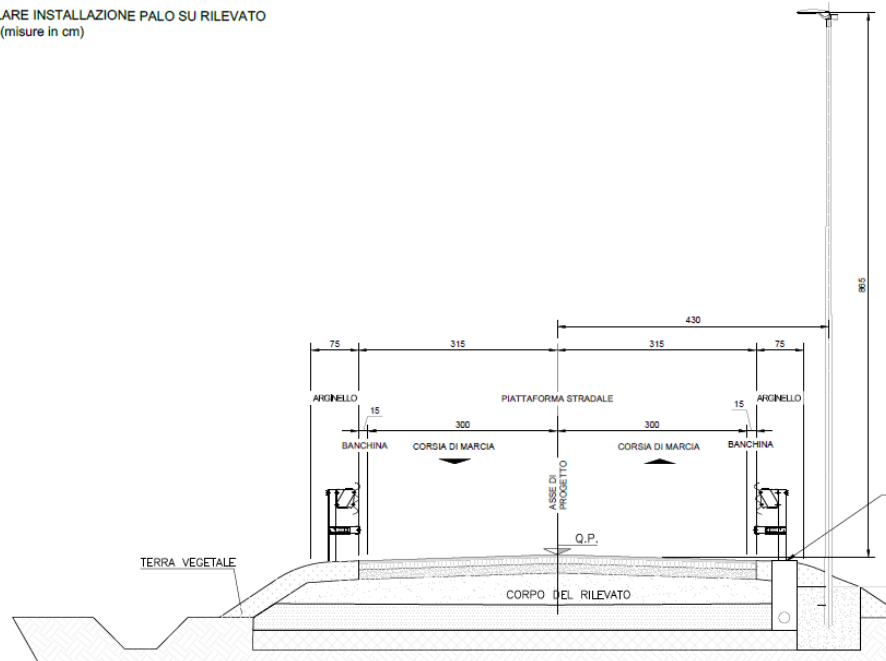 LARE INSTALLAZIONE PALO SU RILEVATO
(misure in cm)
865
430
75 315 315 75
ARGINELLO PIATTAFORMA STRADALE ARGINELLO
15 15
300 300
BANCHINA CORSIA DI MARCIA CORSIA DI MARCIA BANCHINA
ASSE DI
PROGETTO
Q.P.
TERRA VEGETALE
CORPO DEL RILEVATO